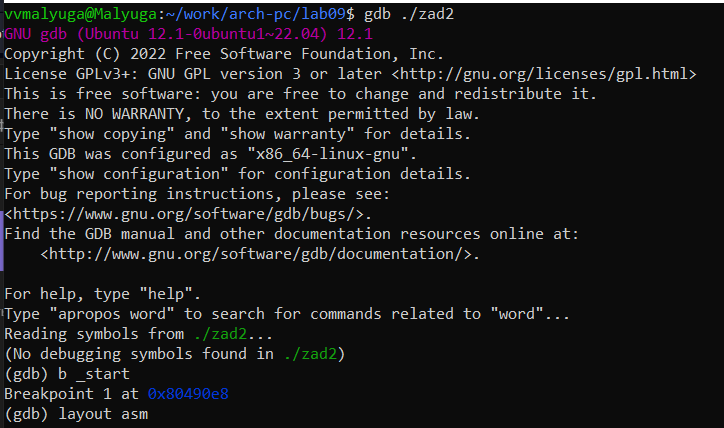 vvmalyuga@Malyuga:~/work/arch-pc/lab09$ gdb ./zad2
GNU gdb (Ubuntu 12.1-0ubuntu1~22.04) 12.1
Copyright (C) 2022 Free Software Foundation, Inc.
License GPLv3+: GNU GPL version 3 or later <http://gnu.org/licenses/gpl.html>
This is free software: you are free to change and redistribute it.
There is NO WARRANTY, to the extent permitted by law.
Type "show copying" and "show warranty" for details.
This GDB was configured as "x86_64-linux-gnu".
Type "show configuration" for configuration details.
For bug reporting instructions, please see:
<https://www.gnu.org/software/gdb/bugs/>.
Find the GDB manual and other documentation resources online at:
    <http://www.gnu.org/software/gdb/documentation/>.

For help, type "help".
Type "apropos word" to search for commands related to "word"...
Reading symbols from ./zad2...
(No debugging symbols found in ./zad2)
(gdb) b _start
Breakpoint 1 at 0x80490e8
(gdb) layout asm